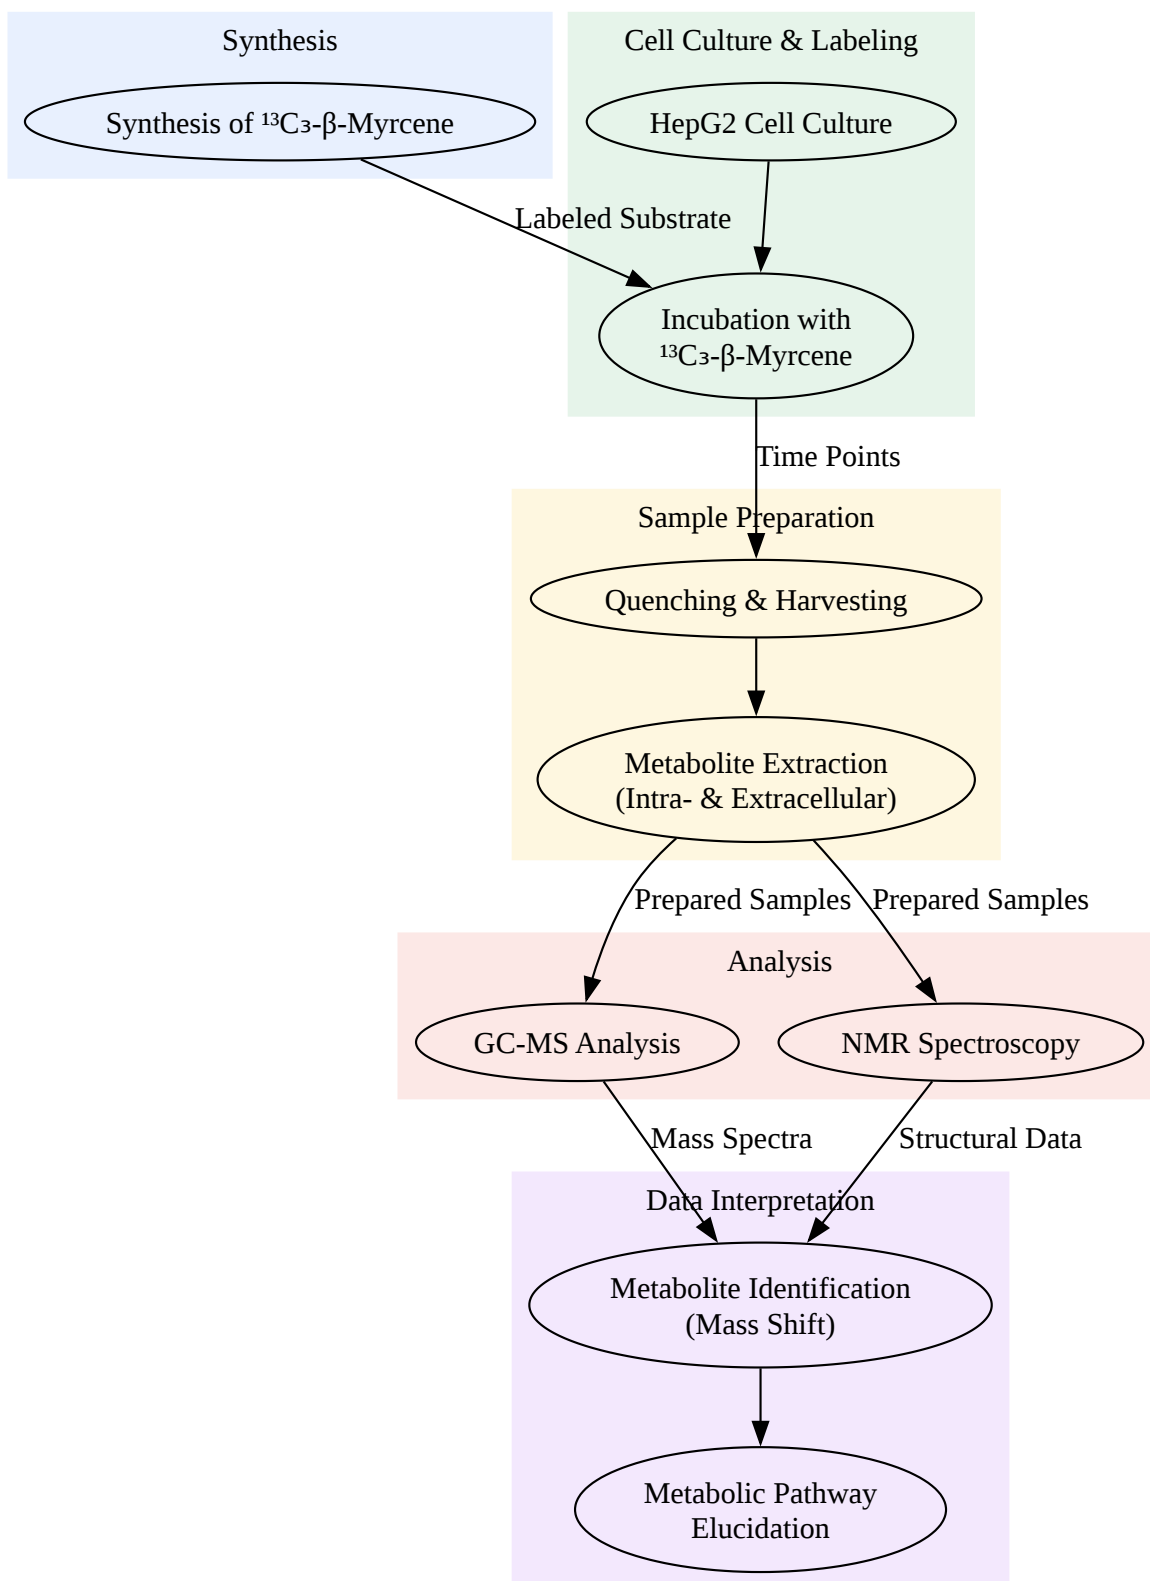 Synthesis
Cell Culture & Labeling
Synthesis of ¹³C₃-β-Myrcene
HepG2 Cell Culture
Labeled Substrate
Incubation with
¹³C₃-β-Myrcene
Time Points
Sample Preparation
Quenching & Harvesting
Metabolite Extraction
(Intra- & Extracellular)
Prepared Samples
Prepared Samples
Analysis
GC-MS Analysis
NMR Spectroscopy
Mass Spectra
Structural Data
Data Interpretation
Metabolite Identification
(Mass Shift)
Metabolic Pathway
Elucidation